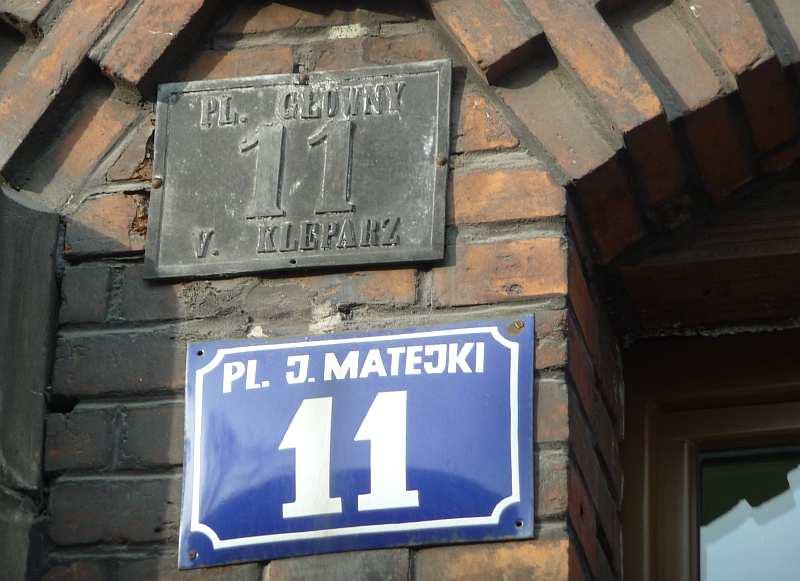 PL. GŁÓWNY
11
V. KLEPARZ
PL. J. MATEJKI
11